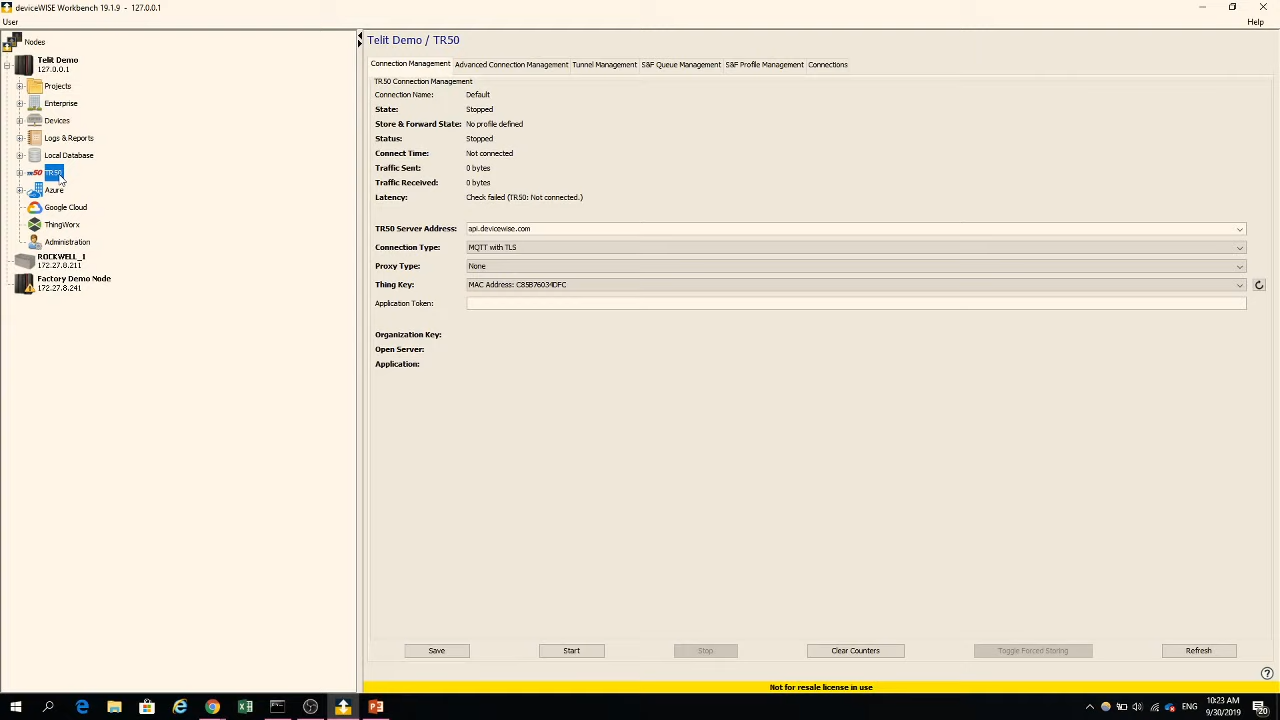 deviceWISE Workbench 19.1.9 - 127.0.0.1
User
Help
Nodes
Telit Demo
127.0.0.1
Projects
Enterprise
Devices
Logs & Reports
Local Database
TR50 TR50
Azure
Google Cloud
ThingWorx
Administration
ROCKWELL_I
172.27.8.211
Factory Demo Node
172.27.8.241
Telit Demo / TR50
Connection Management Advanced Connection Management Tunnel Management S&F Queue Management S&F Profile Management Connections
TR50 Connection Management
Connection Name: Default
State: Stopped
Store & Forward State: No profile defined
Status: Stopped
Connect Time: Not connected
Traffic Sent: 0 bytes
Traffic Received: 0 bytes
Latency: Check failed (TR50: Not connected.)
TR50 Server Address: api.devicewise.com
Connection Type: MQTT with TLS
Proxy Type: None
Thing Key: MAC Address: C85B76034DFC
Application Token:
Organization Key:
Open Server:
Application:
Save Start Stop Clear Counters Toggle Forced Storing Refresh
Not for resale license in use
10:23 AM
9/30/2019
20